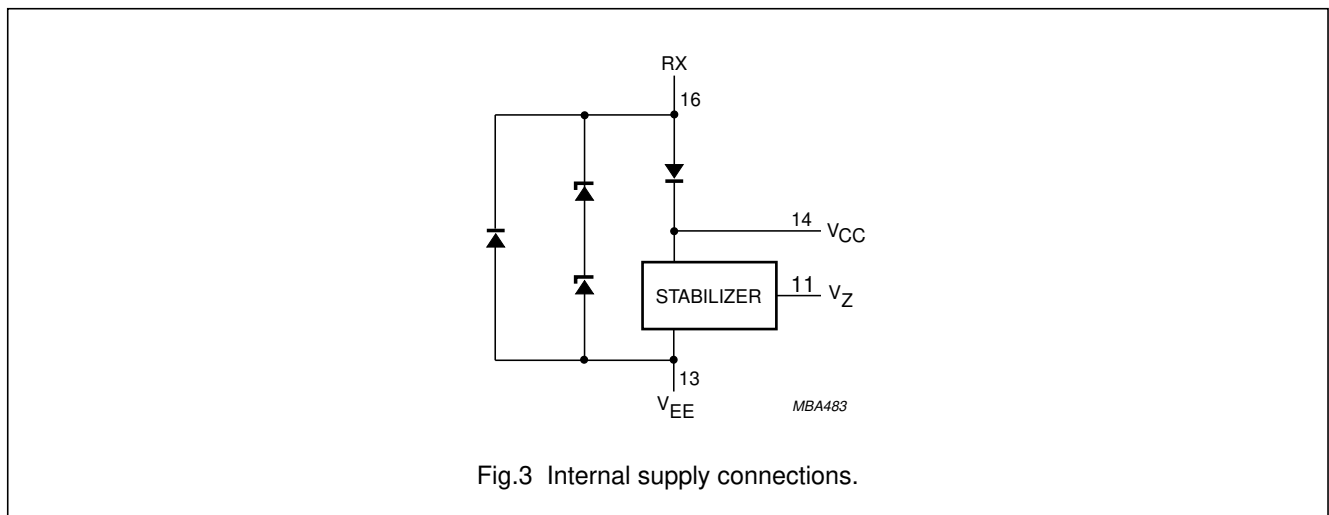 RX
16
14 VCC
STABILIZER
11 VZ
13
VEE
MBA483
Fig.3 Internal supply connections.